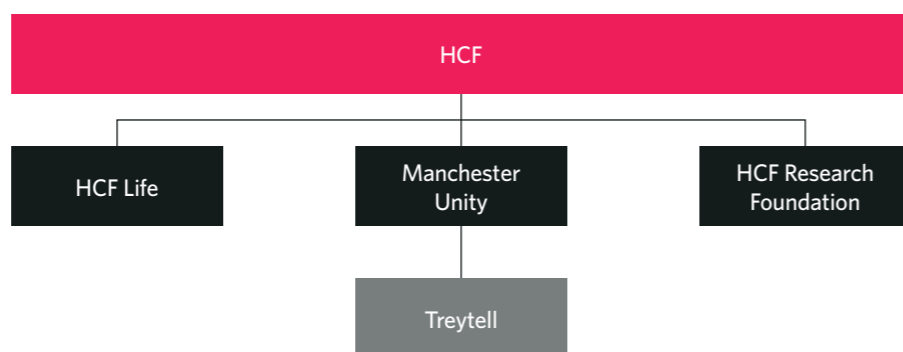 HCF
HCF Life
Manchester
Unity
HCF Research
Foundation
Treytell